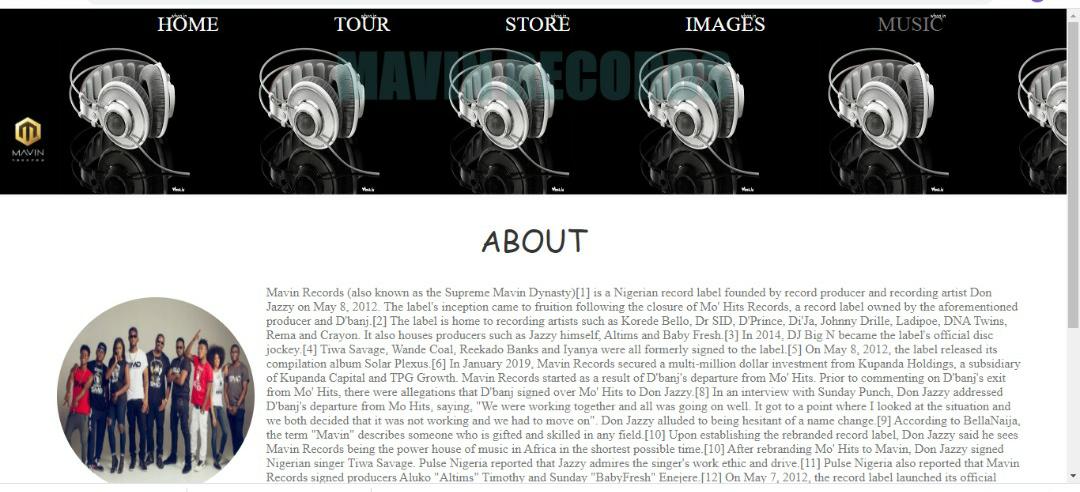 HOME TOUR STORE IMAGES MUSIC
MAVIN RECORDS
MAVIN
RECORDS
ABOUT
Mavin Records (also known as the Supreme Mavin Dynasty)[1] is a Nigerian record label founded by record producer and recording artist Don
Jazzy on May 8, 2012. The label's inception came to fruition following the closure of Mo' Hits Records, a record label owned by the aforementioned
producer and D'banj.[2] The label is home to recording artists such as Korede Bello, Dr SID, D'Prince, Di'Ja, Johnny Drille, Ladipoe, DNA Twins,
Rema and Crayon. It also houses producers such as Jazzy himself, Altims and Baby Fresh.[3] In 2014, DJ Big N became the label's official disc
jockey.[4] Tiwa Savage, Wande Coal, Reekado Banks and Iyanya were all formerly signed to the label.[5] On May 8, 2012, the label released its
compilation album Solar Plexus.[6] In January 2019, Mavin Records secured a multi-million dollar investment from Kupanda Holdings, a subsidiary
of Kupanda Capital and TPG Growth. Mavin Records started as a result of D'banj's departure from Mo' Hits. Prior to commenting on D'banj's exit
from Mo' Hits, there were allegations that D'banj signed over Mo' Hits to Don Jazzy.[8] In an interview with Sunday Punch, Don Jazzy addressed
D'banj's departure from Mo Hits, saying, "We were working together and all was going on well. It got to a point where I looked at the situation and
we both decided that it was not working and we had to move on". Don Jazzy alluded to being hesitant of a name change.[9] According to BellaNaija,
the term "Mavin" describes someone who is gifted and skilled in any field.[10] Upon establishing the rebranded record label, Don Jazzy said he sees
Mavin Records being the power house of music in Africa in the shortest possible time.[10] After rebranding Mo' Hits to Mavin, Don Jazzy signed
Nigerian singer Tiwa Savage. Pulse Nigeria reported that Jazzy admires the singer's work ethic and drive.[11] Pulse Nigeria also reported that Mavin
Records signed producers Aluko "Altims" Timothy and Sunday "BabyFresh" Enejere.[12] On May 7, 2012, the record label launched its official